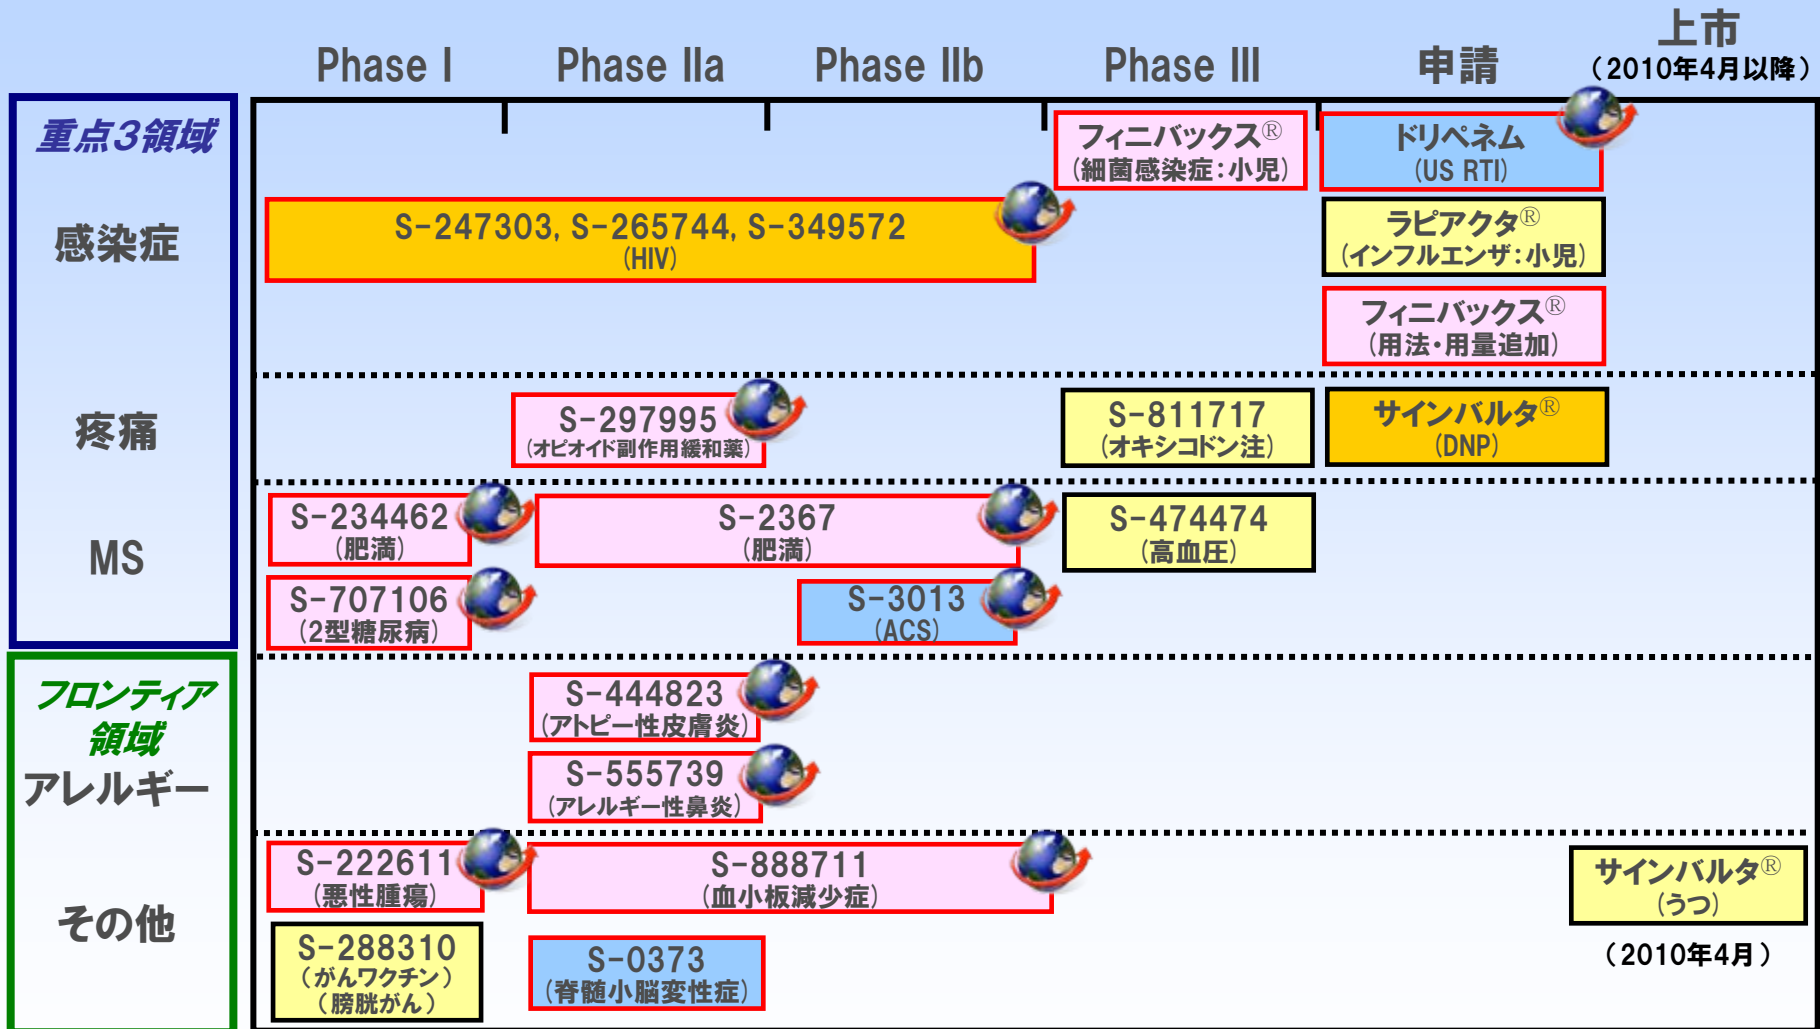 上市
Phase I
Phase IIa
Phase IIb
Phase III
申請
（2010年4月以降）
重点3領域
感染症
フィニバックス®
（細菌感染症：小児）
ドリペネム
（US RTI）
S-247303, S-265744, S-349572
（HIV）
ラピアクタ®
（インフルエンザ：小児）
フィニバックス®
（用法・用量追加）
疼痛
S-297995
（オピオイド副作用緩和薬）
S-811717
（オキシコドン注）
サインバルタ®
（DNP）
MS
S-234462
（肥満）
S-2367
（肥満）
S-474474
（高血圧）
S-707106
（2型糖尿病）
S-3013
（ACS）
フロンティア
領域
アレルギー
S-444823
（アトピー性皮膚炎）
S-555739
（アレルギー性鼻炎）
その他
S-222611
（悪性腫瘍）
S-888711
（血小板減少症）
サインバルタ®
（うつ）
（2010年4月）
S-288310
（がんワクチン）
（膀胱がん）
S-0373
（脊髄小脳変性症）